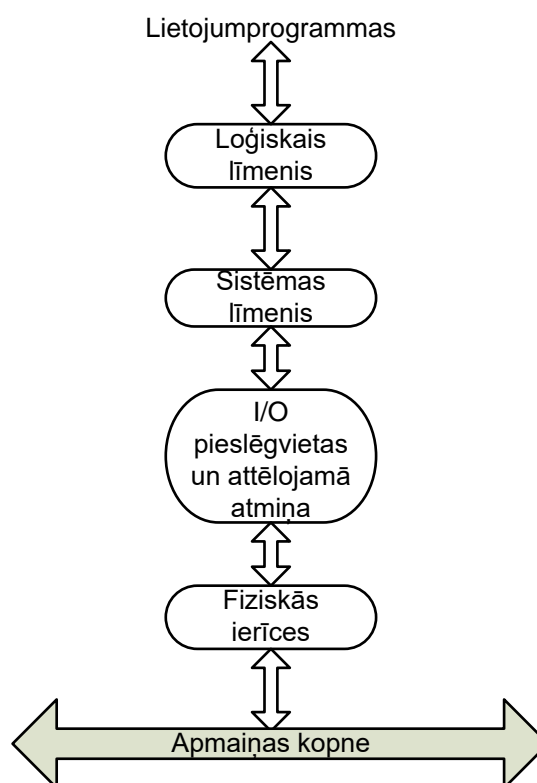 Lietojumprogrammas
Loģiskais
līmenis
Sistēmas
līmenis
I/O
pieslēgvietas
un attēlojamā
atmiņa
Fiziskās
ierīces
Apmaiņas kopne